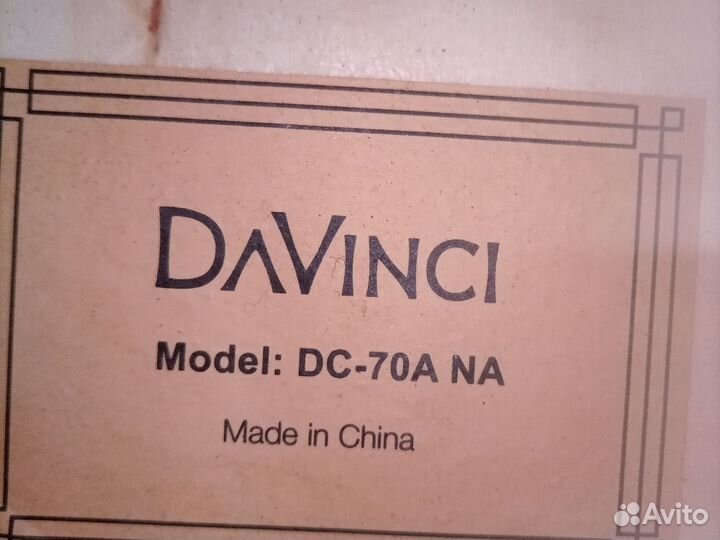 DAVINCI
Model: DC-70A NA
Made in China
Avito